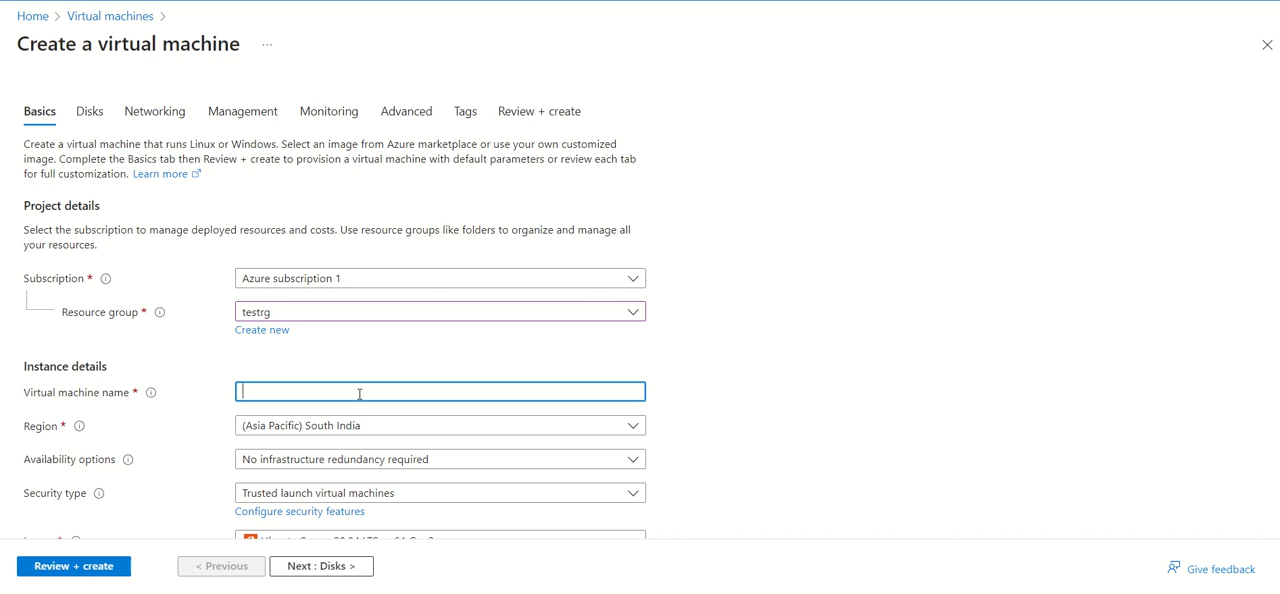 Home > Virtual machines >
Create a virtual machine ...
Basics Disks Networking Management Monitoring Advanced Tags Review + create
Create a virtual machine that runs Linux or Windows. Select an image from Azure marketplace or use your own customized
image. Complete the Basics tab then Review + create to provision a virtual machine with default parameters or review each tab
for full customization. Learn more
Project details
Select the subscription to manage deployed resources and costs. Use resource groups like folders to organize and manage all
your resources.
Subscription * Azure subscription 1
Resource group * testrg
Create new
Instance details
Virtual machine name *
Region * (Asia Pacific) South India
Availability options No infrastructure redundancy required
Security type Trusted launch virtual machines
Configure security features
Review + create < Previous Next : Disks > Give feedback